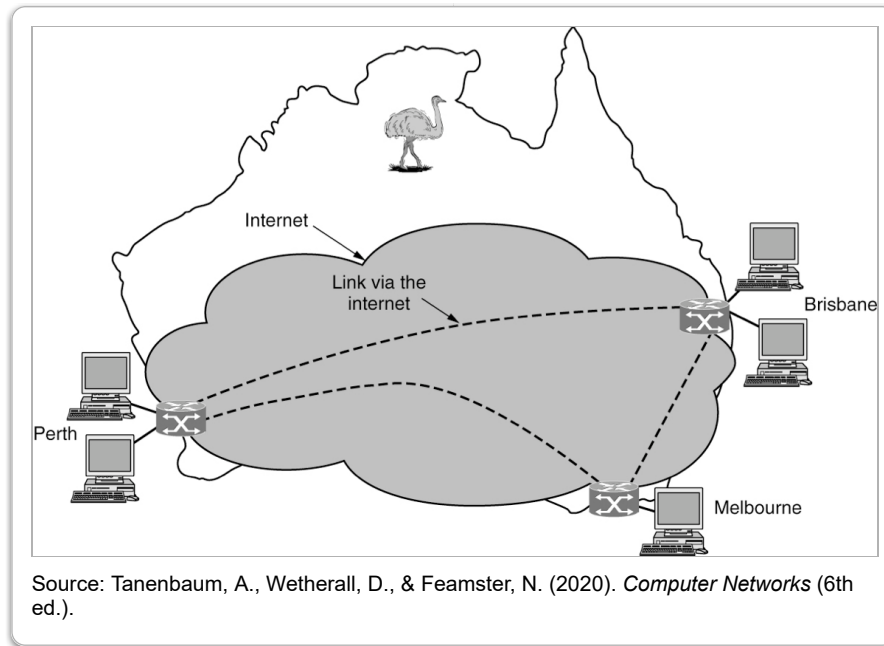 Internet
Link via the
internet
Brisbane
Perth
Melbourne
Source: Tanenbaum, A., Wetherall, D., & Feamster, N. (2020). Computer Networks (6th
ed.).